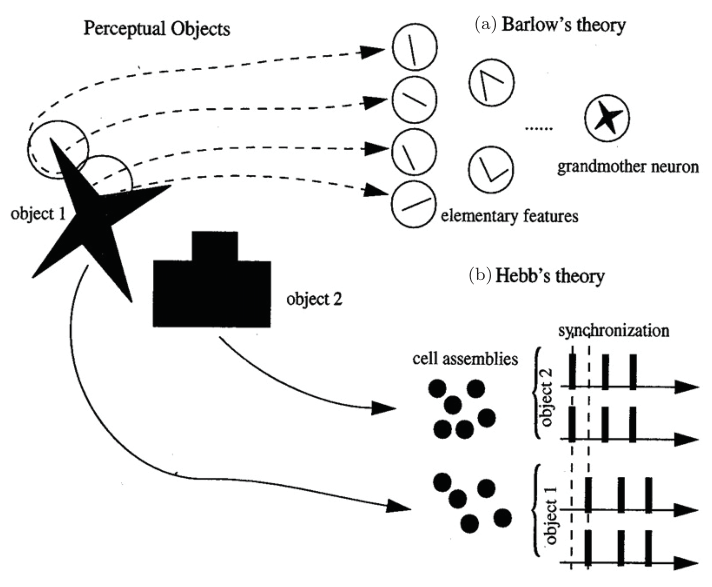 Perceptual Objects
(a) Barlow's theory
grandmother neuron
object 1
elementary features
object 2
(b) Hebb's theory
synchronization
cell assemblies
object 2
object 1